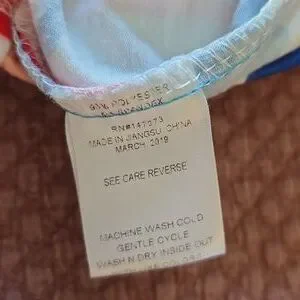 POLYESTER
RN#147073
MADE IN JIANGSU, CHINA
MARCH, 2019
SEE CARE REVERSE
MACHINE WASH COLD
GENTLE CYCLE
WASH N DRY INSIDE OUT